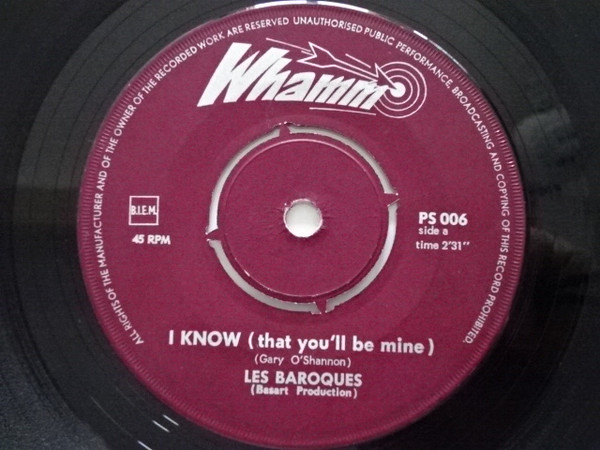 ALL RIGHTS OF THE MANUFACTURER AND OF THE OWNER OF THE RECORDED WORK ARE RESERVED UNAUTHORISED PUBLIC PERFORMANCE, BROADCASTING AND COPYING OF THIS RECORD PROHIBITED.
Whamm
B.I.E.M.
45 RPM
PS 006
side a
time 2'31"
I KNOW (that you'll be mine)
(Gary O'Shannon)
LES BAROQUES
(Basart Production)